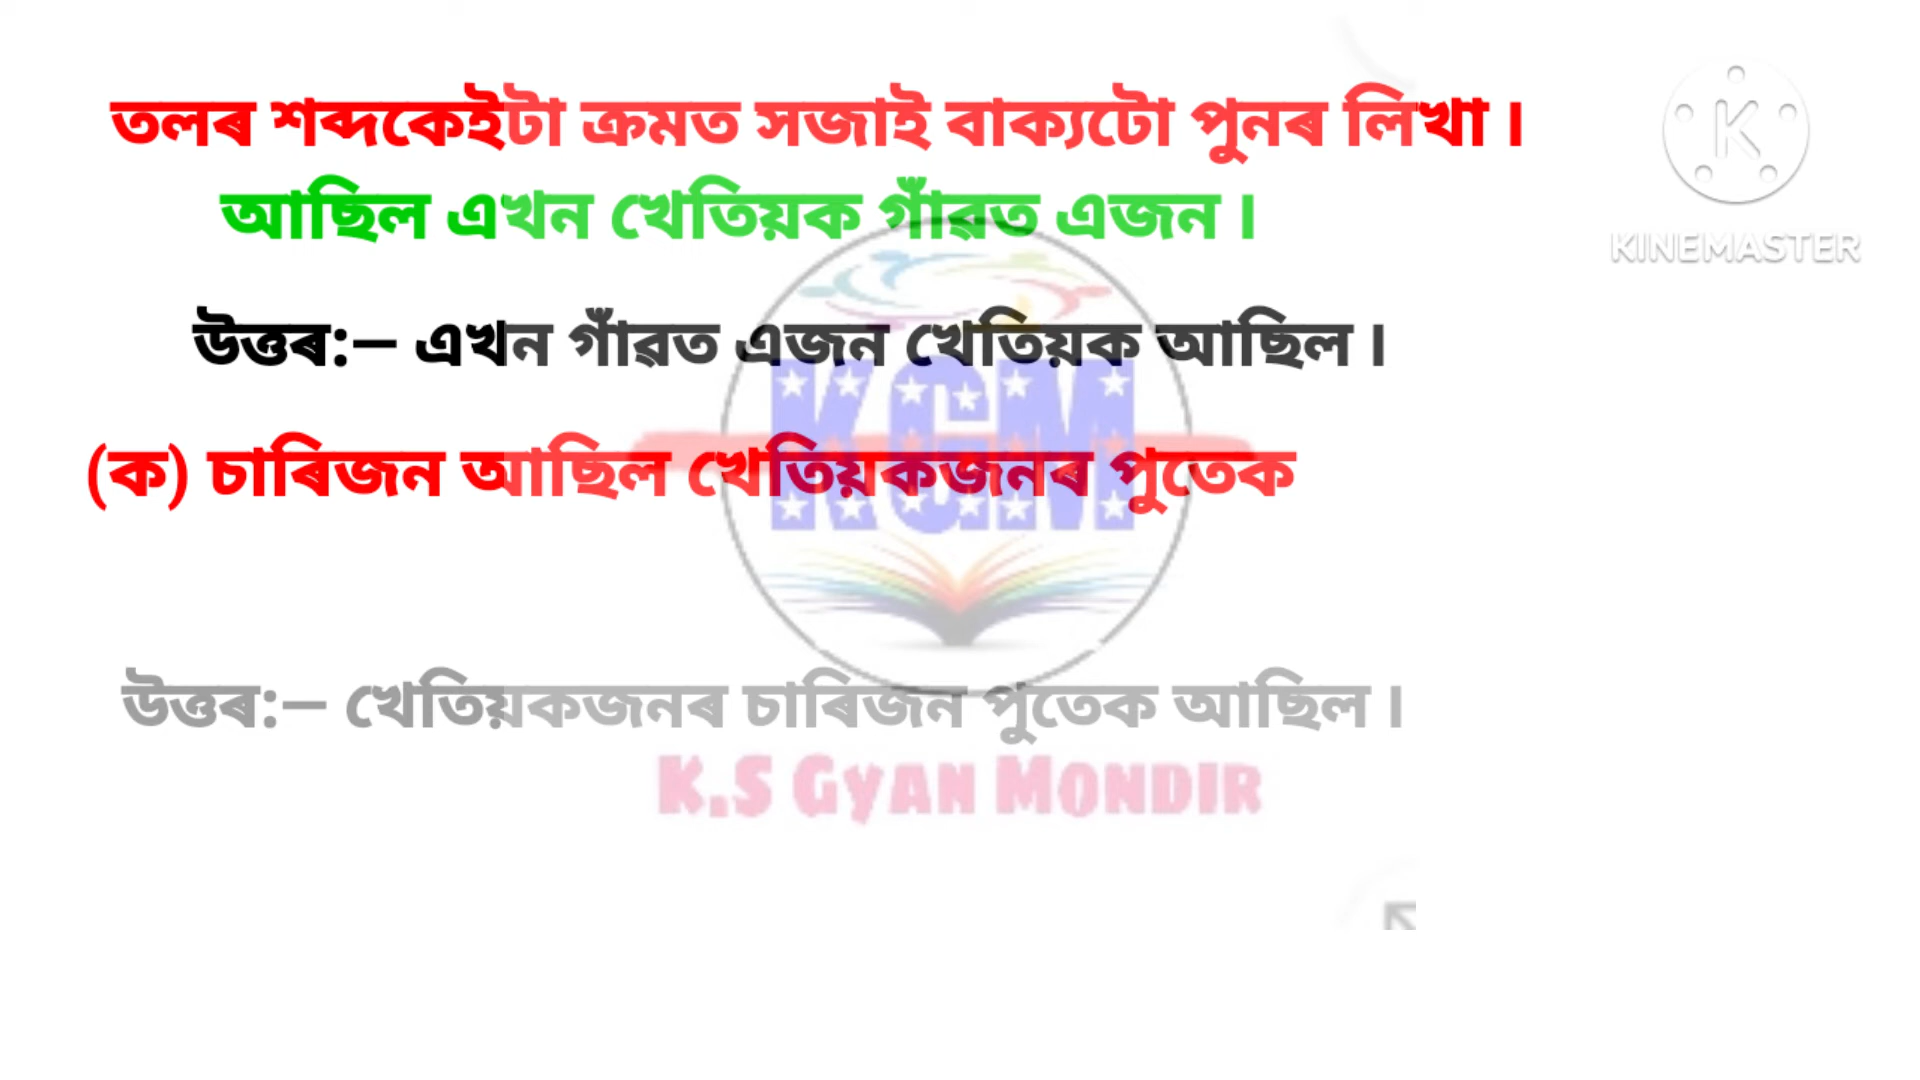 তলৰ শব্দকেইটা ক্ৰমত সজাই বাক্যটো পুনৰ লিখা ।
আছিল এখন খেতিয়ক গাঁৱত এজন ।
উত্তৰ:– এখন গাঁৱত এজন খেতিয়ক আছিল ।
(ক) চাৰিজন আছিল খেতিয়কজনৰ পুতেক
উত্তৰ:– খেতিয়কজনৰ চাৰিজন পুতেক আছিল ।
K
KINEMASTER
KGM
K.S GYAN MONDIR